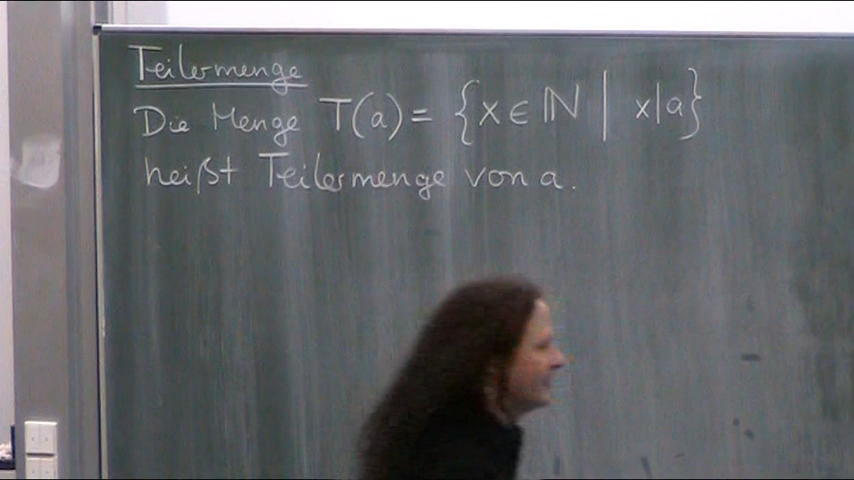 Teilermenge
Die Menge T(a) = {x ∈ ℕ | x|a}
heißt Teilermenge von a.